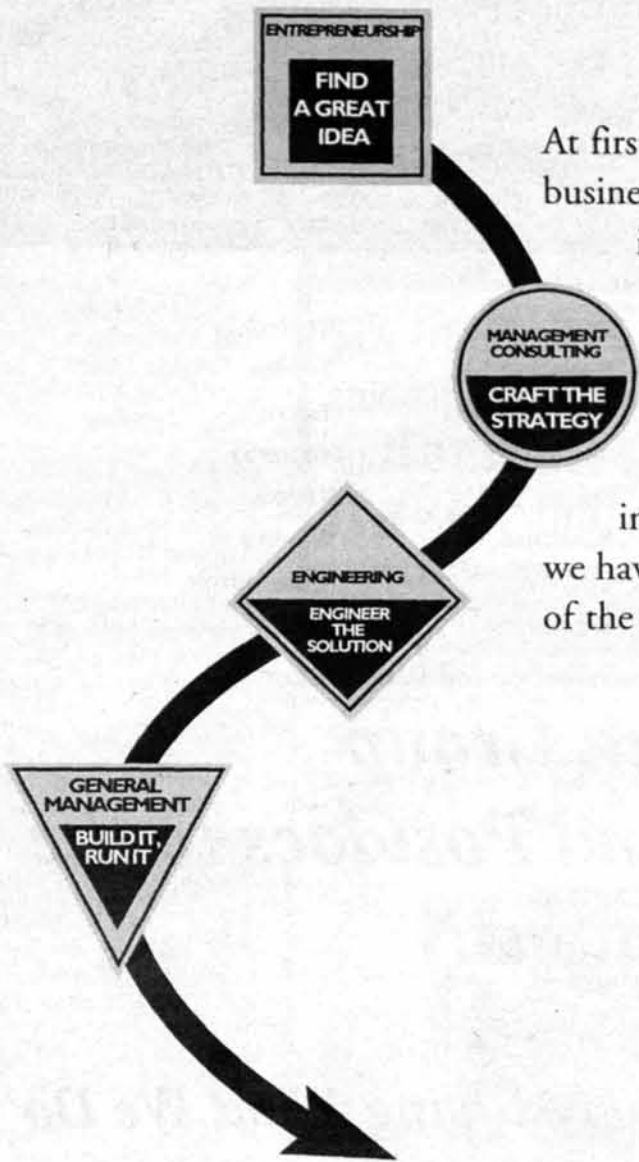 ENTREPRENEURSHIP
FIND
A GREAT
IDEA
At firs
busine
MANAGEMENT
CONSULTING
CRAFT THE
STRATEGY
in
we hav
of the
ENGINEERING
ENGINEER
THE
SOLUTION
GENERAL
MANAGEMENT
BUILD IT,
RUN IT